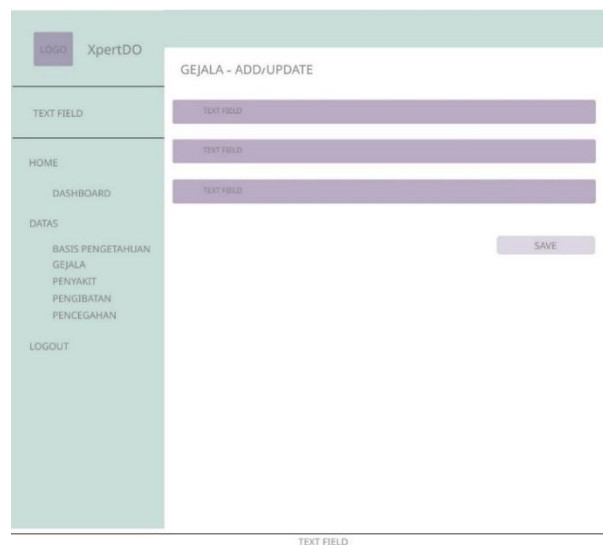 LOGO XpertDO
TEXT FIELD
HOME
DASHBOARD
DATAS
BASIS PENGETAHUAN
GEJALA
PENYAKIT
PENGIBATAN
PENCEGAHAN
LOGOUT
GEJALA - ADD/UPDATE
TEXT FIELD
TEXT FIELD
TEXT FIELD
SAVE
TEXT FIELD